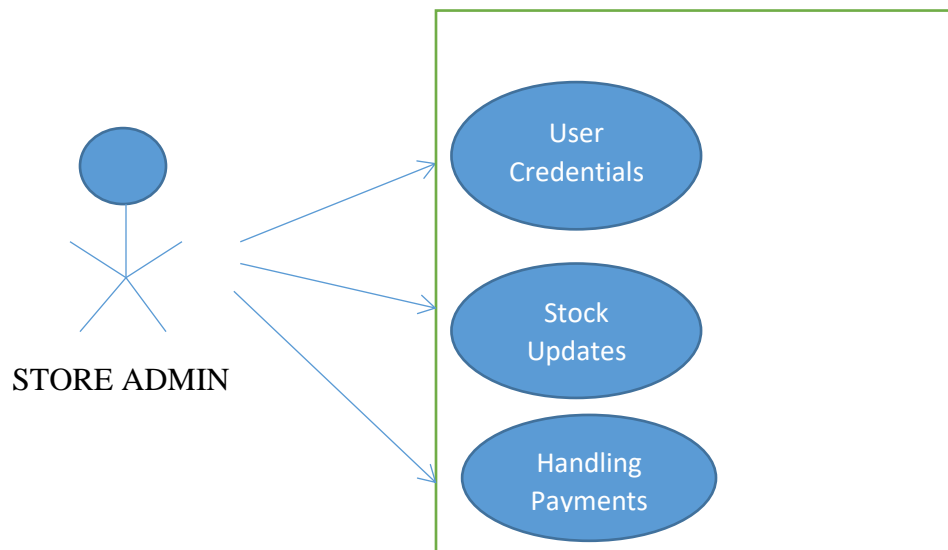 User
Credentials
Stock
Updates
STORE ADMIN
Handling
Payments